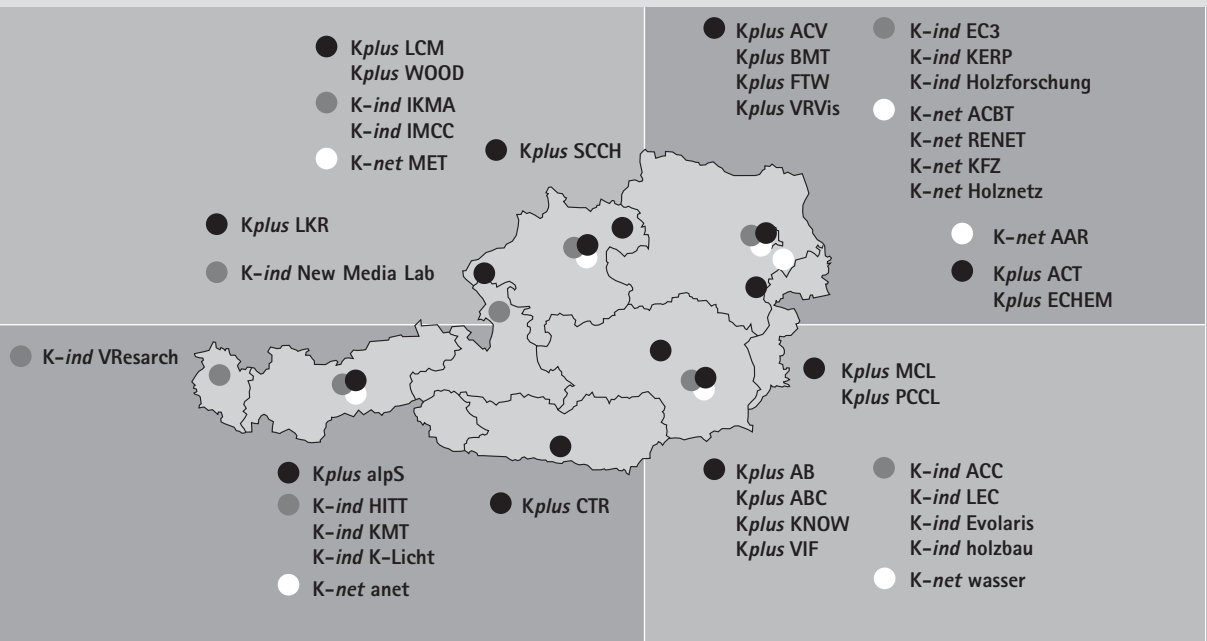 Kplus LCM
Kplus WOOD
K-ind IKMA
K-ind IMCC
K-net MET
Kplus SCCH
Kplus LKR
K-ind New Media Lab
Kplus ACV
Kplus BMT
Kplus FTW
Kplus VRVis
K-ind EC3
K-ind KERP
K-ind Holzforschung
K-net ACBT
K-net RENET
K-net KFZ
K-net Holznetz
K-net AAR
Kplus ACT
Kplus ECHEM
K-ind VResarch
Kplus alpS
K-ind HITT
K-ind KMT
K-ind K-Licht
K-net anet
Kplus CTR
Kplus MCL
Kplus PCCL
Kplus AB
Kplus ABC
Kplus KNOW
Kplus VIF
K-ind ACC
K-ind LEC
K-ind Evolaris
K-ind holzbau
K-net wasser